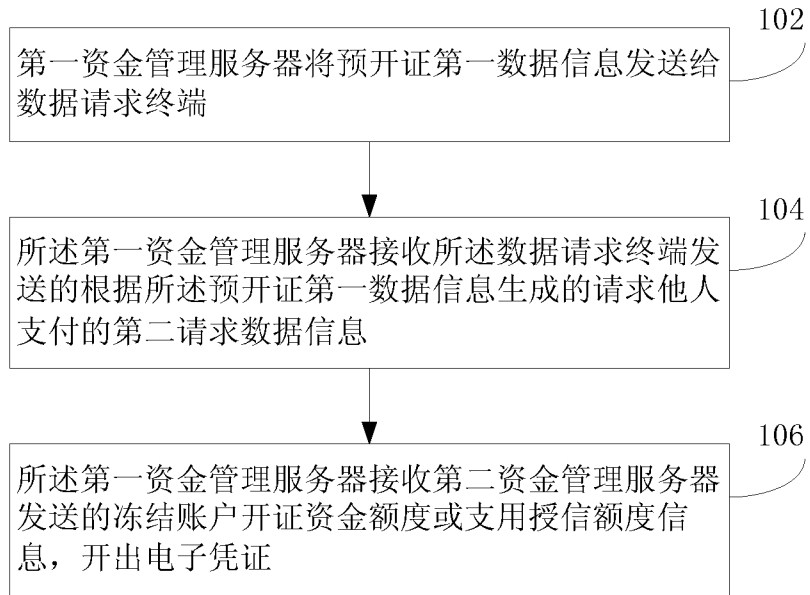 102
第一资金管理服务器将预开证第一数据信息发送给
数据请求终端
104
所述第一资金管理服务器接收所述数据请求终端发
送的根据所述预开证第一数据信息生成的请求他人
支付的第二请求数据信息
106
所述第一资金管理服务器接收第二资金管理服务器
发送的冻结账户开证资金额度或支用授信额度信
息，开出电子凭证